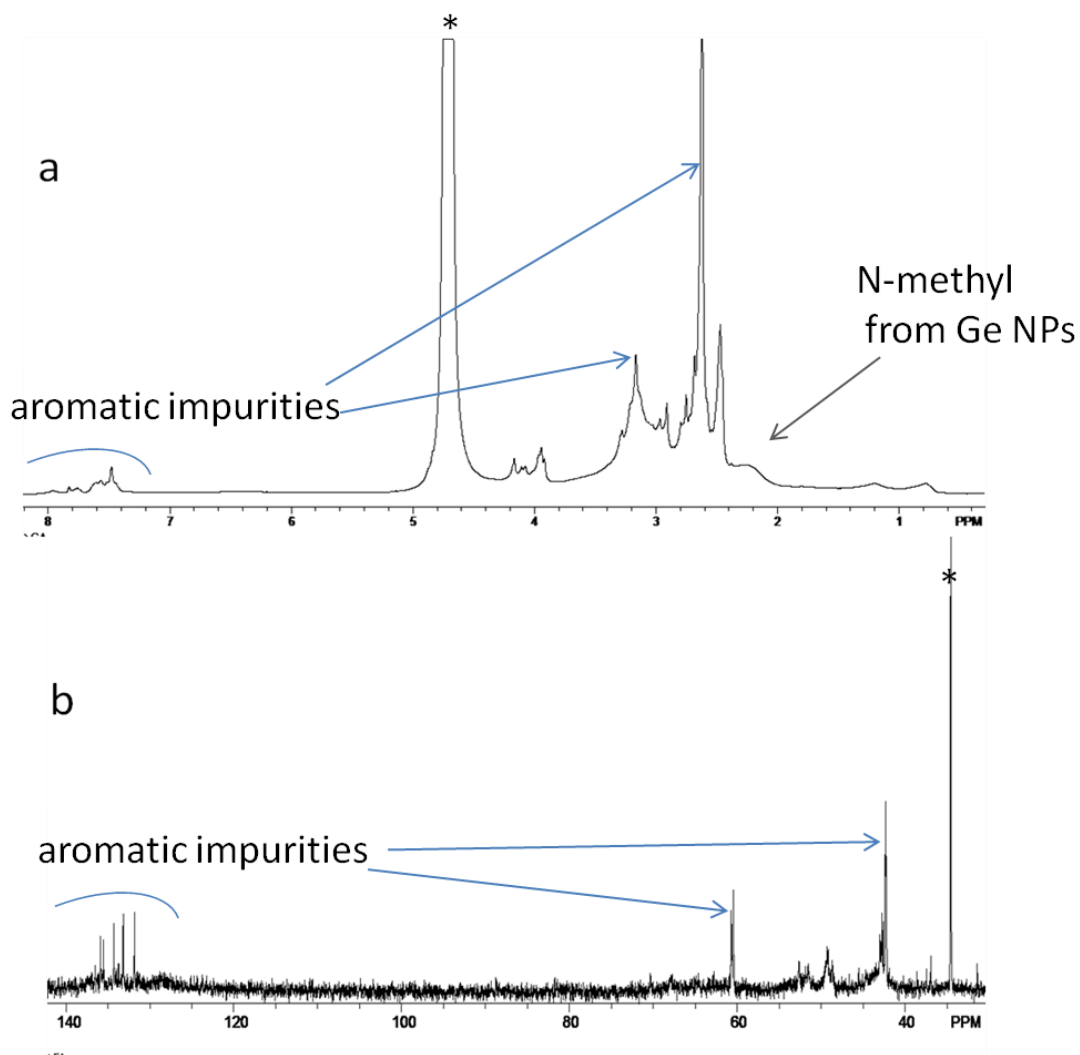 *
a
N-methyl
from Ge NPs
aromatic impurities
8 7 6 5 4 3 2 1 PPM
*
b
aromatic impurities
140 120 100 80 60 40 PPM